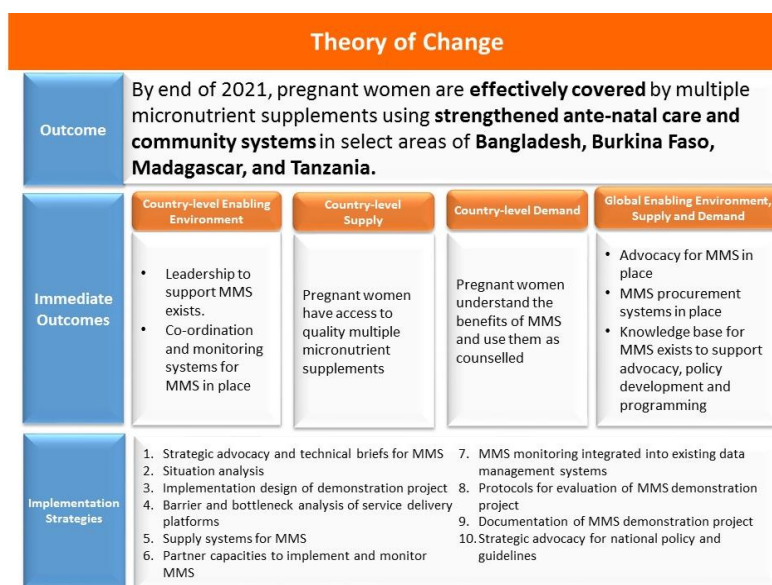 Theory of Change
Outcome
By end of 2021, pregnant women are effectively covered by multiple
micronutrient supplements using strengthened ante-natal care and
community systems in select areas of Bangladesh, Burkina Faso,
Madagascar, and Tanzania.
Immediate
Outcomes
Country-level Enabling
Environment
• Leadership to
support MMS
exists.
• Co-ordination
and monitoring
systems for
MMS in place
Country-level
Supply
Pregnant women
have access to
quality multiple
micronutrient
supplements
Country-level Demand
Pregnant women
understand the
benefits of MMS
and use them as
counselled
Global Enabling Environment,
Supply and Demand
• Advocacy for MMS in
place
• MMS procurement
systems in place
• Knowledge base for
MMS exists to support
advocacy, policy
development and
programming
Implementation
Strategies
1. Strategic advocacy and technical briefs for MMS
2. Situation analysis
3. Implementation design of demonstration project
4. Barrier and bottleneck analysis of service delivery
platforms
5. Supply systems for MMS
6. Partner capacities to implement and monitor
MMS
7. MMS monitoring integrated into existing data
management systems
8. Protocols for evaluation of MMS demonstration
project
9. Documentation of MMS demonstration project
10. Strategic advocacy for national policy and
guidelines